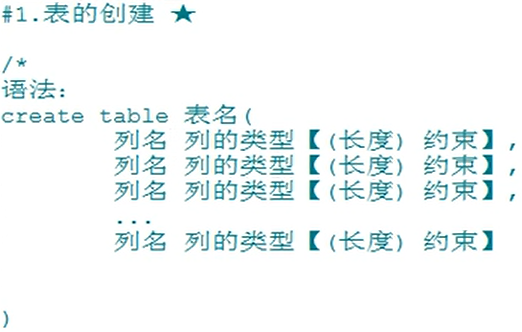 #1.表的创建 ★
/*
语法：
create table 表名(
列名 列的类型【(长度) 约束】,
列名 列的类型【(长度) 约束】,
列名 列的类型【(长度) 约束】,
...
列名 列的类型【(长度) 约束】
)